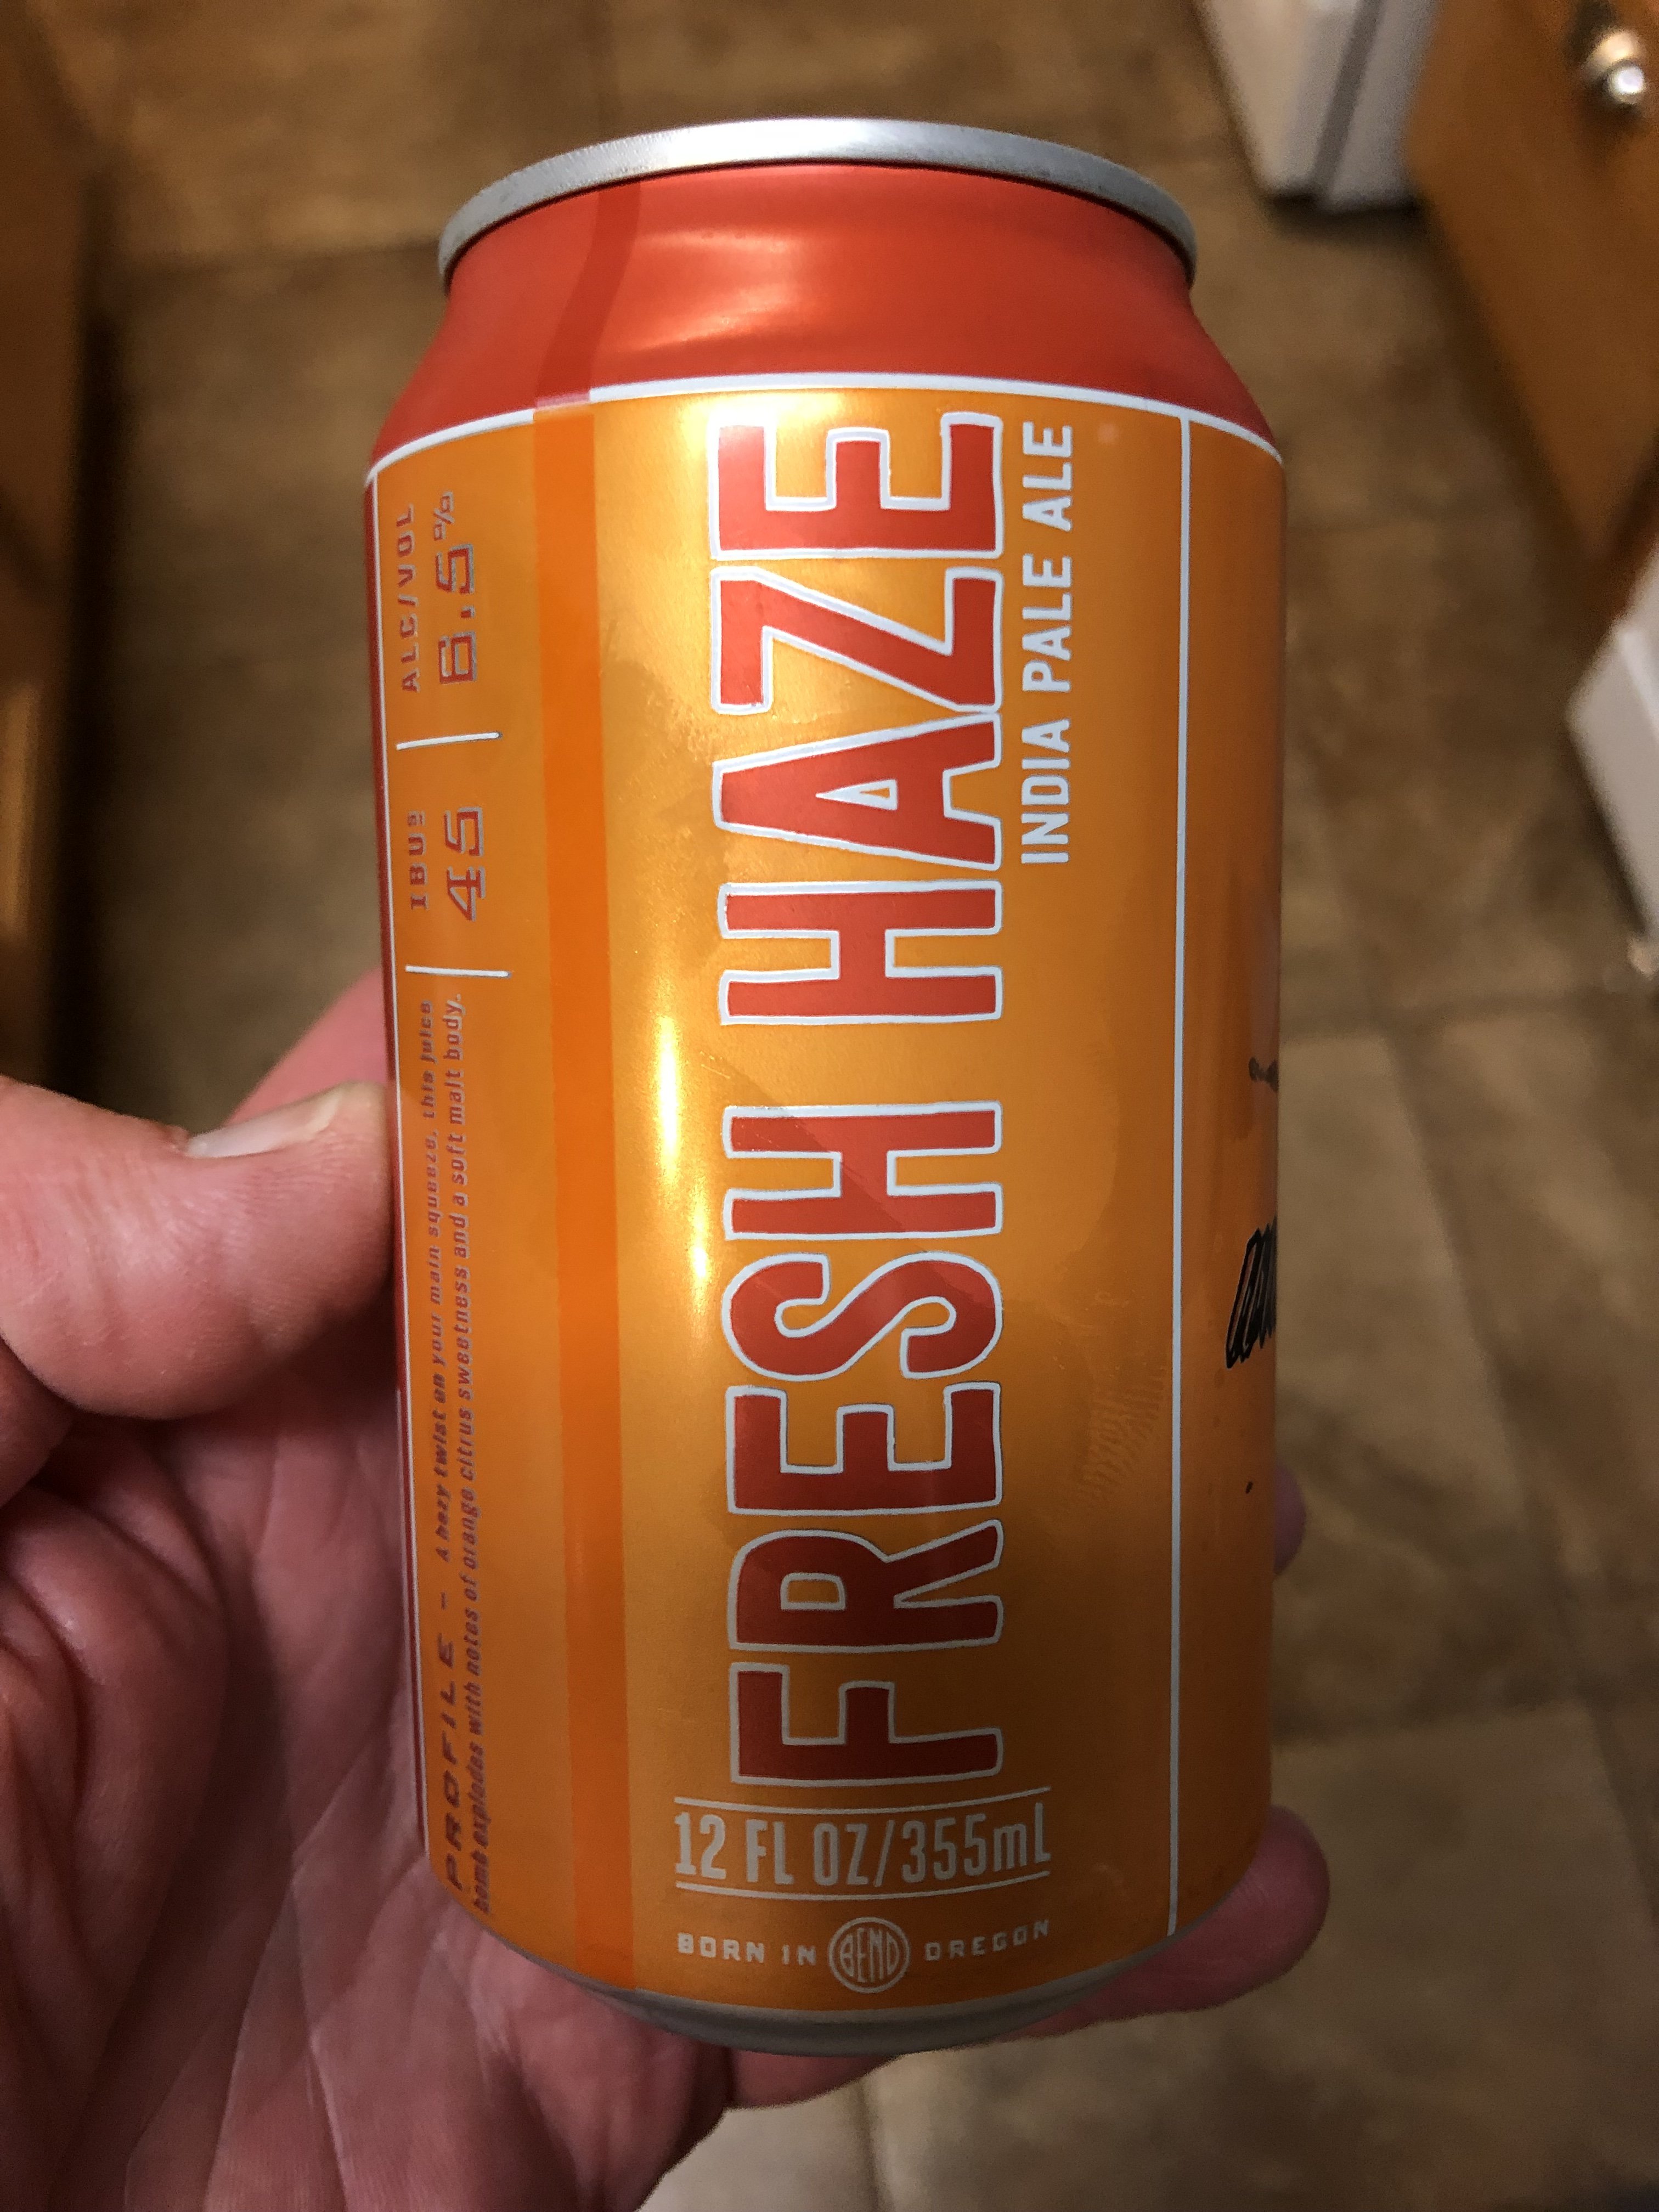 FRESH HAZE
INDIA PALE ALE
12 FL OZ/355mL
BORN IN BEND OREGON
PROFILE – A hazy twist on your main squeeze, this juice
bomb explodes with notes of orange citrus sweetness and a soft malt body.
IBUs
45
ALC/VOL
6.5%